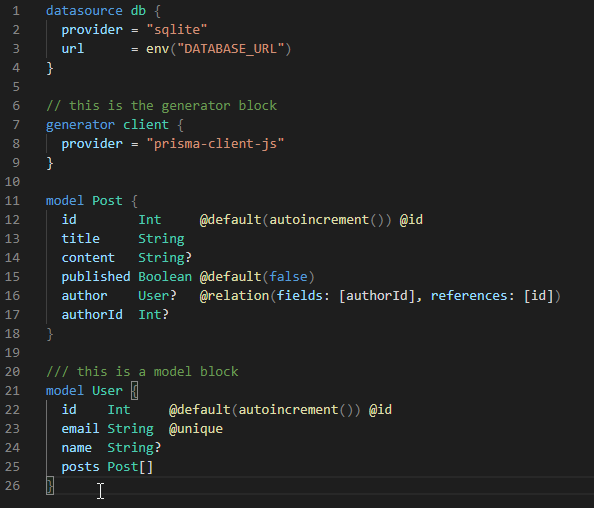 1 datasource db {
2   provider = "sqlite"
3   url      = env("DATABASE_URL")
4 }
5
6 // this is the generator block
7 generator client {
8   provider = "prisma-client-js"
9 }
10
11 model Post {
12   id        Int     @default(autoincrement()) @id
13   title     String
14   content   String?
15   published Boolean @default(false)
16   author    User?   @relation(fields: [authorId], references: [id])
17   authorId  Int?
18 }
19
20 /// this is a model block
21 model User {
22   id    Int     @default(autoincrement()) @id
23   email String  @unique
24   name  String?
25   posts Post[]
26 }